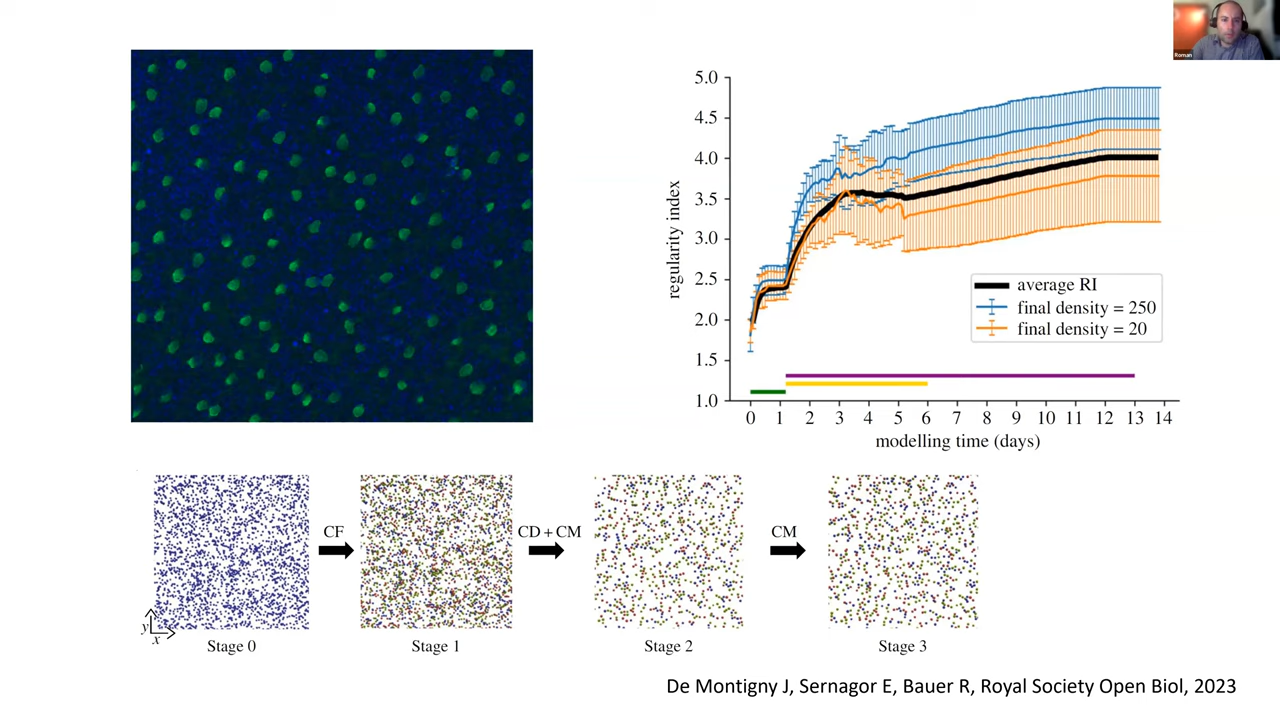 Roman
5.0
4.5
4.0
3.5
3.0
2.5
2.0
1.5
1.0
regularity index
average RI
final density = 250
final density = 20
0 1 2 3 4 5 6 7 8 9 10 11 12 13 14
modelling time (days)
CF
CD + CM
CM
y
x
Stage 0
Stage 1
Stage 2
Stage 3
De Montigny J, Sernagor E, Bauer R, Royal Society Open Biol, 2023